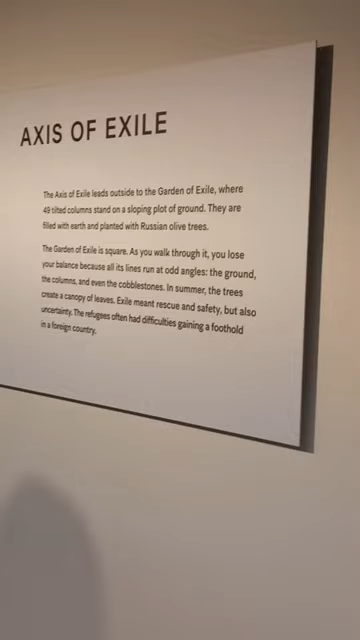 AXIS OF EXILE
The Axis of Exile leads outside to the Garden of Exile, where
49 tilted columns stand on a sloping plot of ground. They are
filled with earth and planted with Russian olive trees.
The Garden of Exile is square. As you walk through it, you lose
your balance because all its lines run at odd angles: the ground,
the columns, and even the cobblestones. In summer, the trees
create a canopy of leaves. Exile meant rescue and safety, but also
uncertainty. The refugees often had difficulties gaining a foothold
in a foreign country.